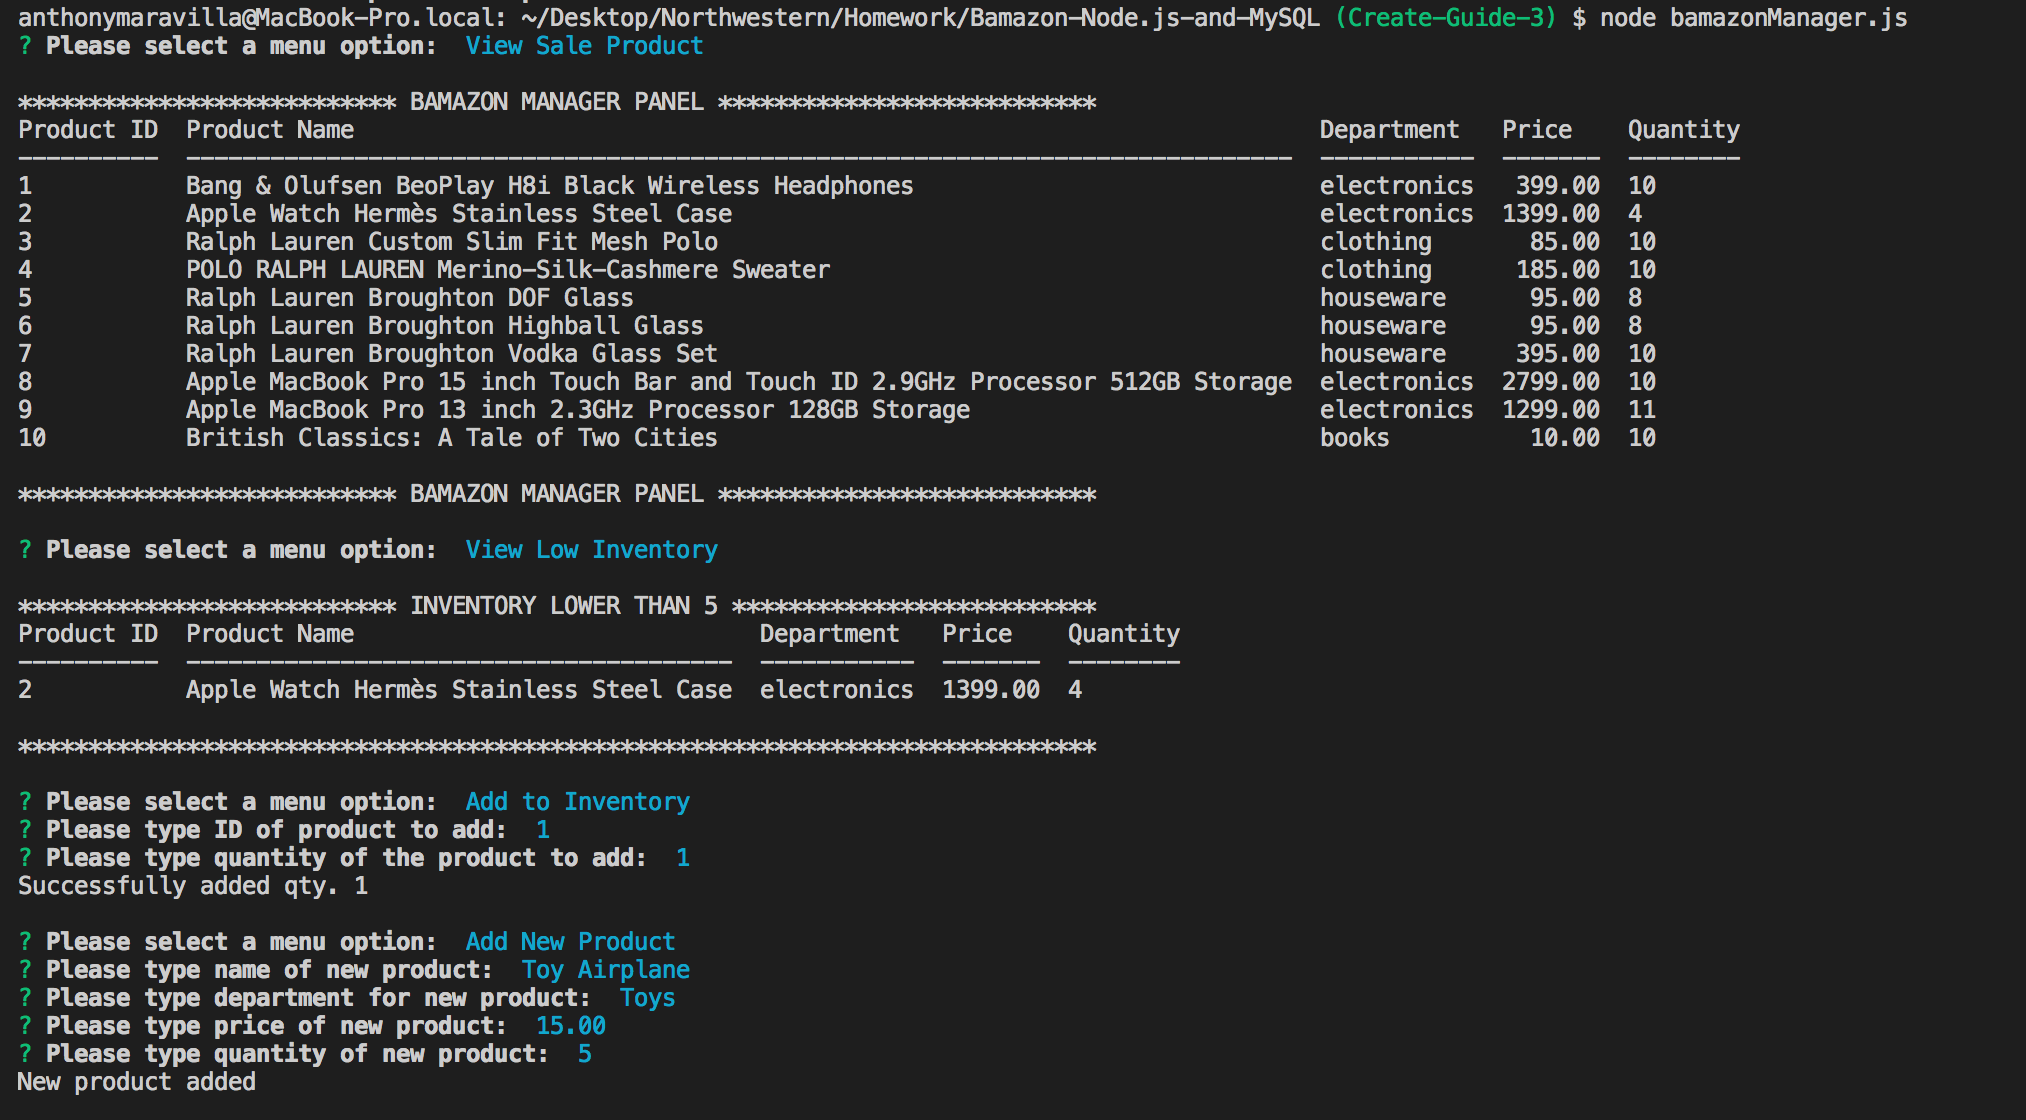 anthonymaravilla@MacBook-Pro.local: ~/Desktop/Northwestern/Homework/Bamazon-Node.js-and-MySQL (Create-Guide-3) $ node bamazonManager.js
? Please select a menu option:  View Sale Product
*************************** BAMAZON MANAGER PANEL ***************************
Product ID  Product Name                                                                     Department   Price    Quantity
----------  -------------------------------------------------------------------------------  -----------  -------  --------
1           Bang & Olufsen BeoPlay H8i Black Wireless Headphones                             electronics   399.00  10
2           Apple Watch Hermès Stainless Steel Case                                          electronics  1399.00  4
3           Ralph Lauren Custom Slim Fit Mesh Polo                                           clothing       85.00  10
4           POLO RALPH LAUREN Merino-Silk-Cashmere Sweater                                   clothing      185.00  10
5           Ralph Lauren Broughton DOF Glass                                                 houseware      95.00  8
6           Ralph Lauren Broughton Highball Glass                                            houseware      95.00  8
7           Ralph Lauren Broughton Vodka Glass Set                                           houseware     395.00  10
8           Apple MacBook Pro 15 inch Touch Bar and Touch ID 2.9GHz Processor 512GB Storage  electronics  2799.00  10
9           Apple MacBook Pro 13 inch 2.3GHz Processor 128GB Storage                         electronics  1299.00  11
10          British Classics: A Tale of Two Cities                                           books          10.00  10
*************************** BAMAZON MANAGER PANEL ***************************
? Please select a menu option:  View Low Inventory
*************************** INVENTORY LOWER THAN 5 **************************
Product ID  Product Name                             Department   Price    Quantity
----------  ---------------------------------------  -----------  -------  --------
2           Apple Watch Hermès Stainless Steel Case  electronics  1399.00  4
*****************************************************************************
? Please select a menu option:  Add to Inventory
? Please type ID of product to add:  1
? Please type quantity of the product to add:  1
Successfully added qty. 1
? Please select a menu option:  Add New Product
? Please type name of new product:  Toy Airplane
? Please type department for new product:  Toys
? Please type price of new product:  15.00
? Please type quantity of new product:  5
New product added